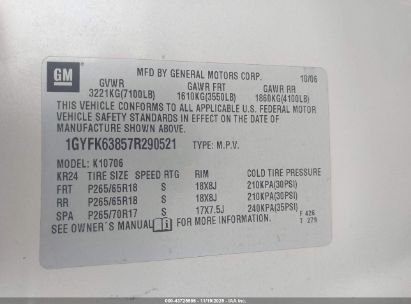 GM
MFD BY GENERAL MOTORS CORP. 10/06
GVWR GAWR FRT GAWR RR
3221KG(7100LB) 1610KG(3550LB) 1860KG(4100LB)
THIS VEHICLE CONFORMS TO ALL APPLICABLE U.S. FEDERAL MOTOR
VEHICLE SAFETY STANDARDS IN EFFECT ON THE DATE OF
MANUFACTURE SHOWN ABOVE.
1GYFK63857R290521 TYPE: M.P.V.
MODEL: K10706
KR24 TIRE SIZE SPEED RTG RIM COLD TIRE PRESSURE
FRT P265/65R18 S 18X8J 210KPA(30PSI)
RR P265/65R18 S 18X8J 210KPA(30PSI)
SPA P265/70R17 S 17X7.5J 240KPA(35PSI)
SEE OWNER'S MANUAL FOR MORE INFORMATION.
F 426
T 279